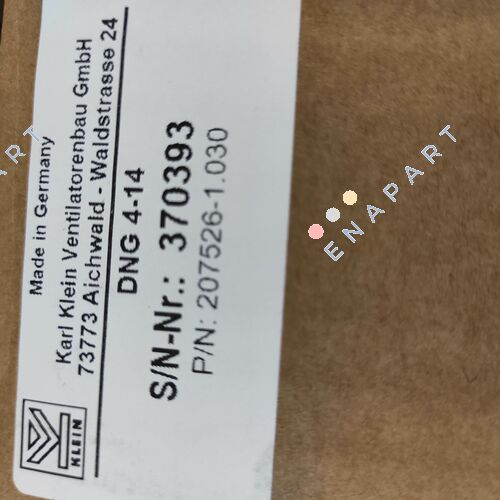 Made in Germany
Karl Klein Ventilatorenbau GmbH
73773 Aichwald - Waldstrasse 24
DNG 4-14
S/N-Nr.: 370393
P/N: 207526-1.030
KLEIN
ENAPART
ART